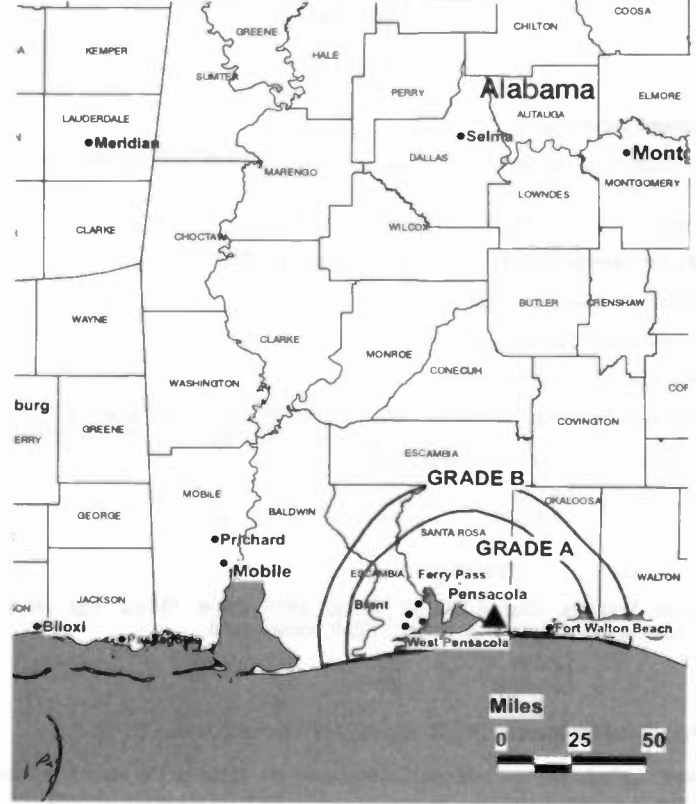 COOSA
GREENE
CHILTON
KEMPER
HALE
SUMTER
PERRY
Alabama
ELMORE
AUTAUGA
LAUDERDALE
Meridian
Selma
DALLAS
Mont
MARENGO
MONTGOMERY
LOWNDES
CLARKE
CHOCTAW
WILCOX
BUTLER
CRENSHAW
WAYNE
CLARKE
MONROE
CONECUH
WASHINGTON
COF
burg
GREENE
COVINGTON
ERRY
ESCAMBIA
GRADE B
MOBILE
BALDWIN
OKALOOSA
GEORGE
SANTA ROSA
Prichard
GRADE A
Mobile
ESCAMBIA
Ferry Pass
WALTON
JACKSON
Brent
Pensacola
ION
Biloxi
Fort Walton Beach
West Pensacola
Miles
0 25 50